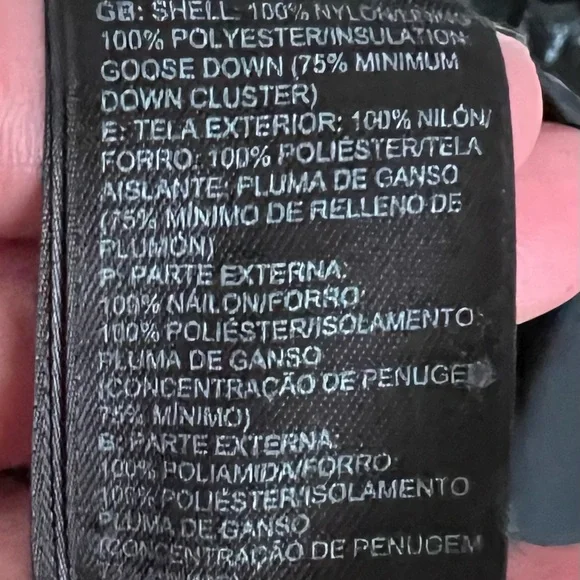 GB: SHELL: 100% NYLON/LINING
100% POLYESTER/INSULATION:
GOOSE DOWN (75% MINIMUM
DOWN CLUSTER)
E: TELA EXTERIOR: 100% NILÓN/
FORRO: 100% POLIÉSTER/TELA
AISLANTE: PLUMA DE GANSO
(75% MÍNIMO DE RELLENO DE
PLUMÓN)
P: PARTE EXTERNA:
100% NÁILON/FORRO:
100% POLIÉSTER/ISOLAMENTO:
PLUMA DE GANSO
(CONCENTRAÇÃO DE PENUGE
75% MÍNIMO)
B: PARTE EXTERNA:
100% POLIAMIDA/FORRO:
100% POLIÉSTER/ISOLAMENTO
PLUMA DE GANSO
(CONCENTRAÇÃO DE PENUGEM